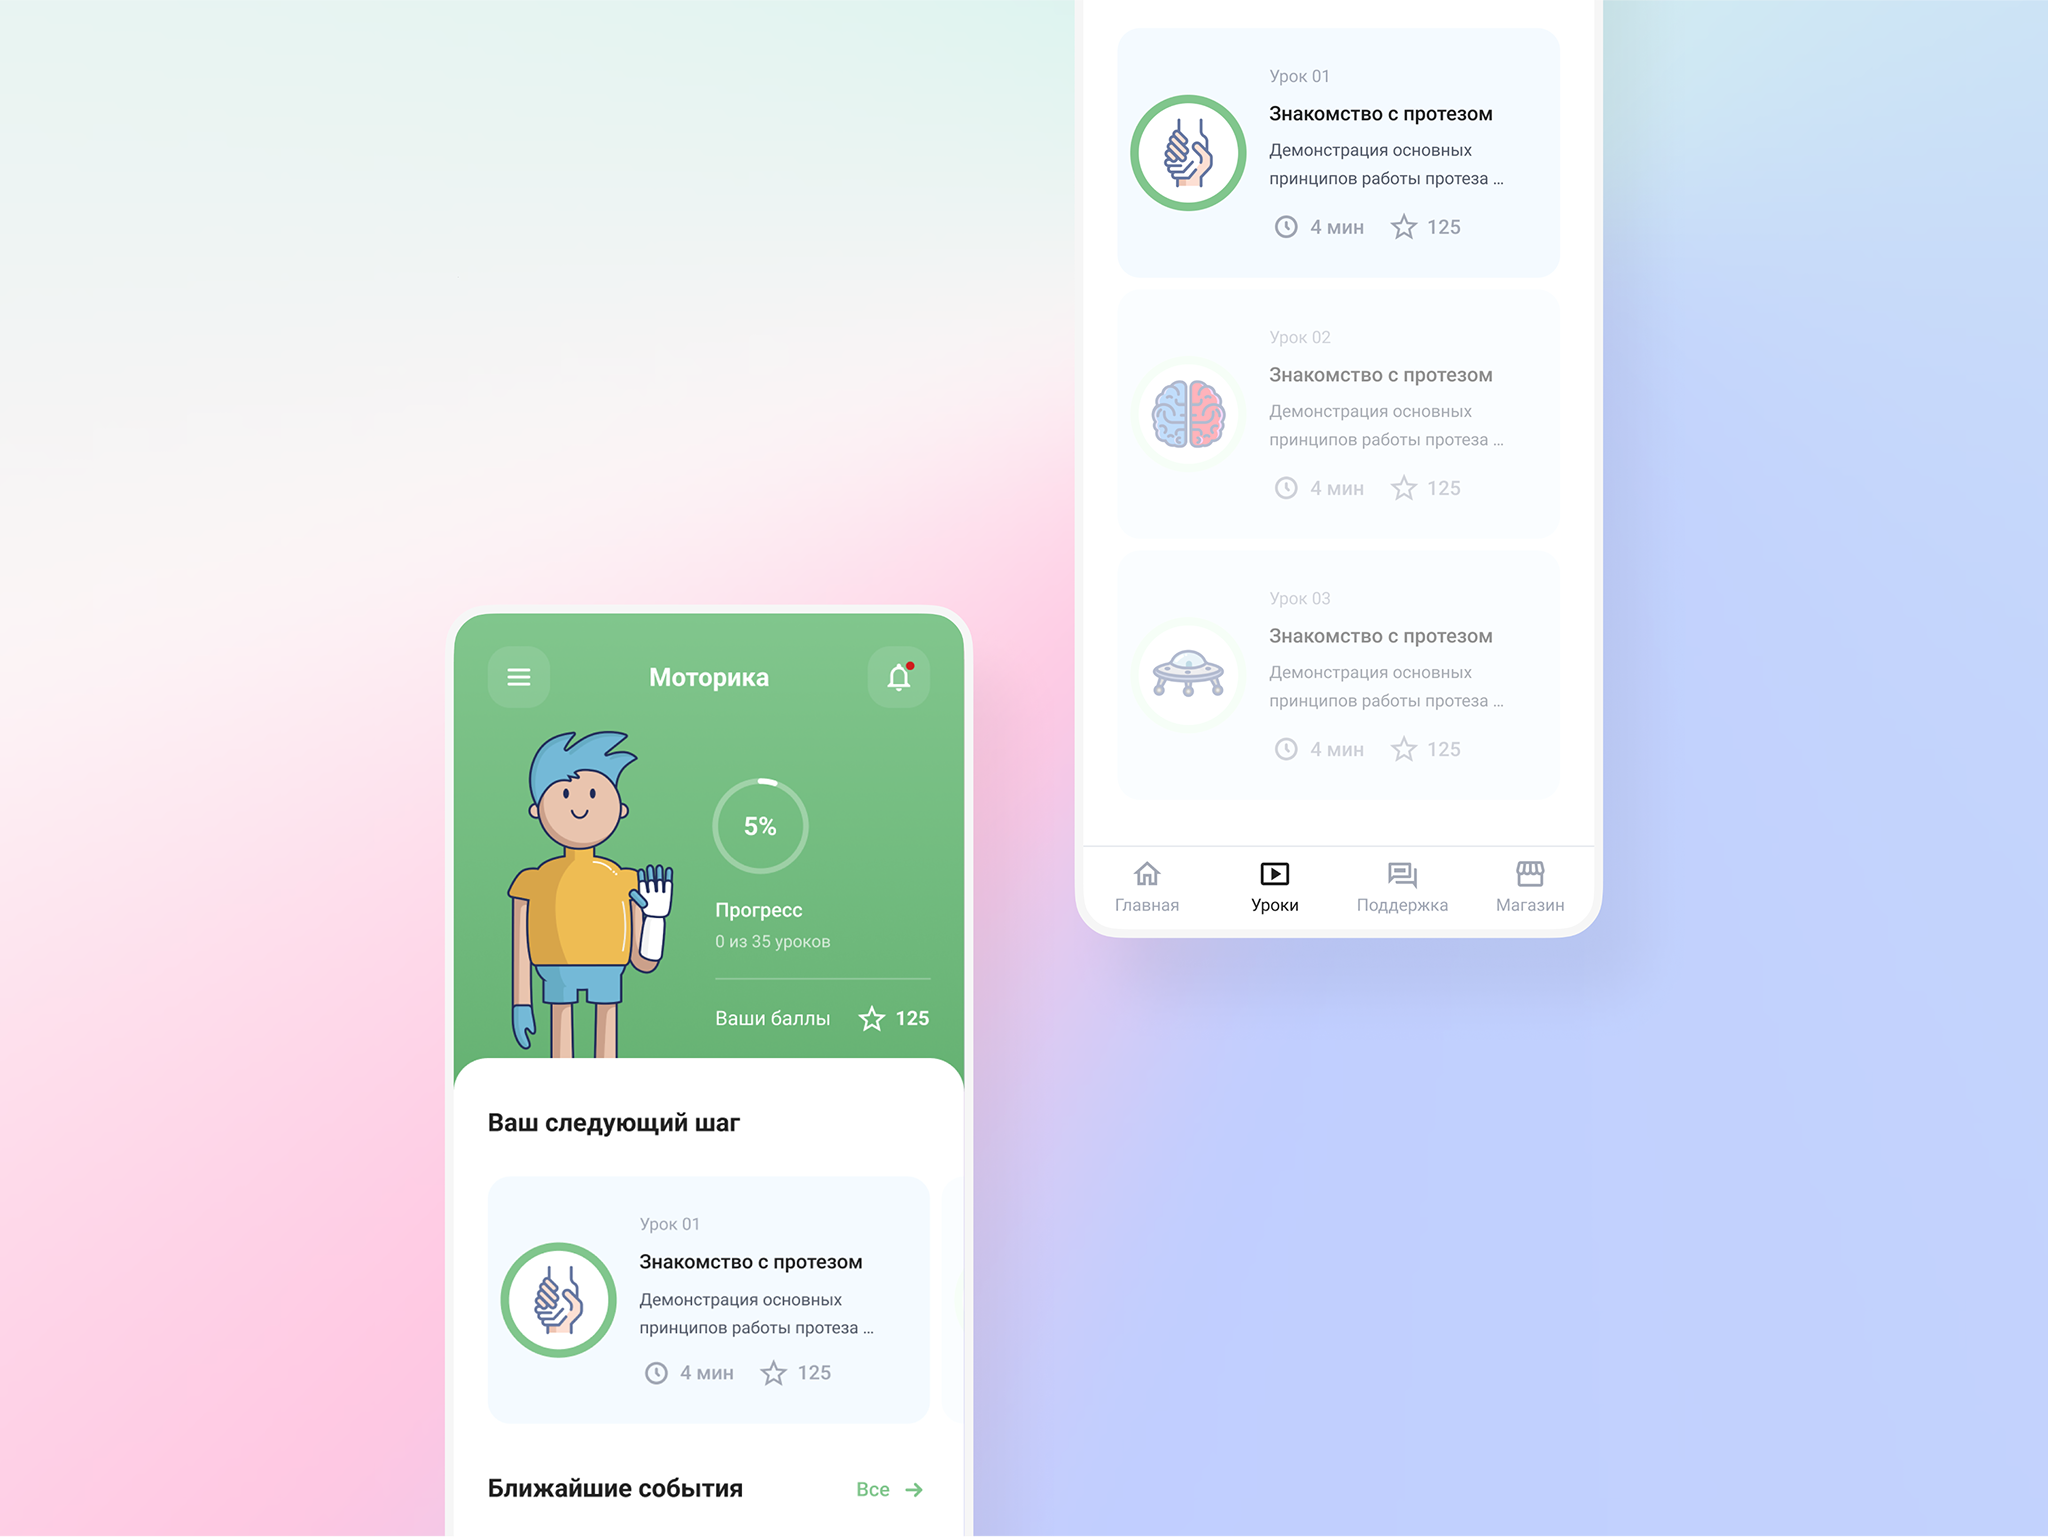 Моторика
5%
Прогресс
0 из 35 уроков
Ваши баллы 125
Ваш следующий шаг
Урок 01
Знакомство с протезом
Демонстрация основных
принципов работы протеза ...
4 мин 125
Ближайшие события Все
Урок 01
Знакомство с протезом
Демонстрация основных
принципов работы протеза ...
4 мин 125
Урок 02
Знакомство с протезом
Демонстрация основных
принципов работы протеза ...
4 мин 125
Урок 03
Знакомство с протезом
Демонстрация основных
принципов работы протеза ...
4 мин 125
Главная Уроки Поддержка Магазин